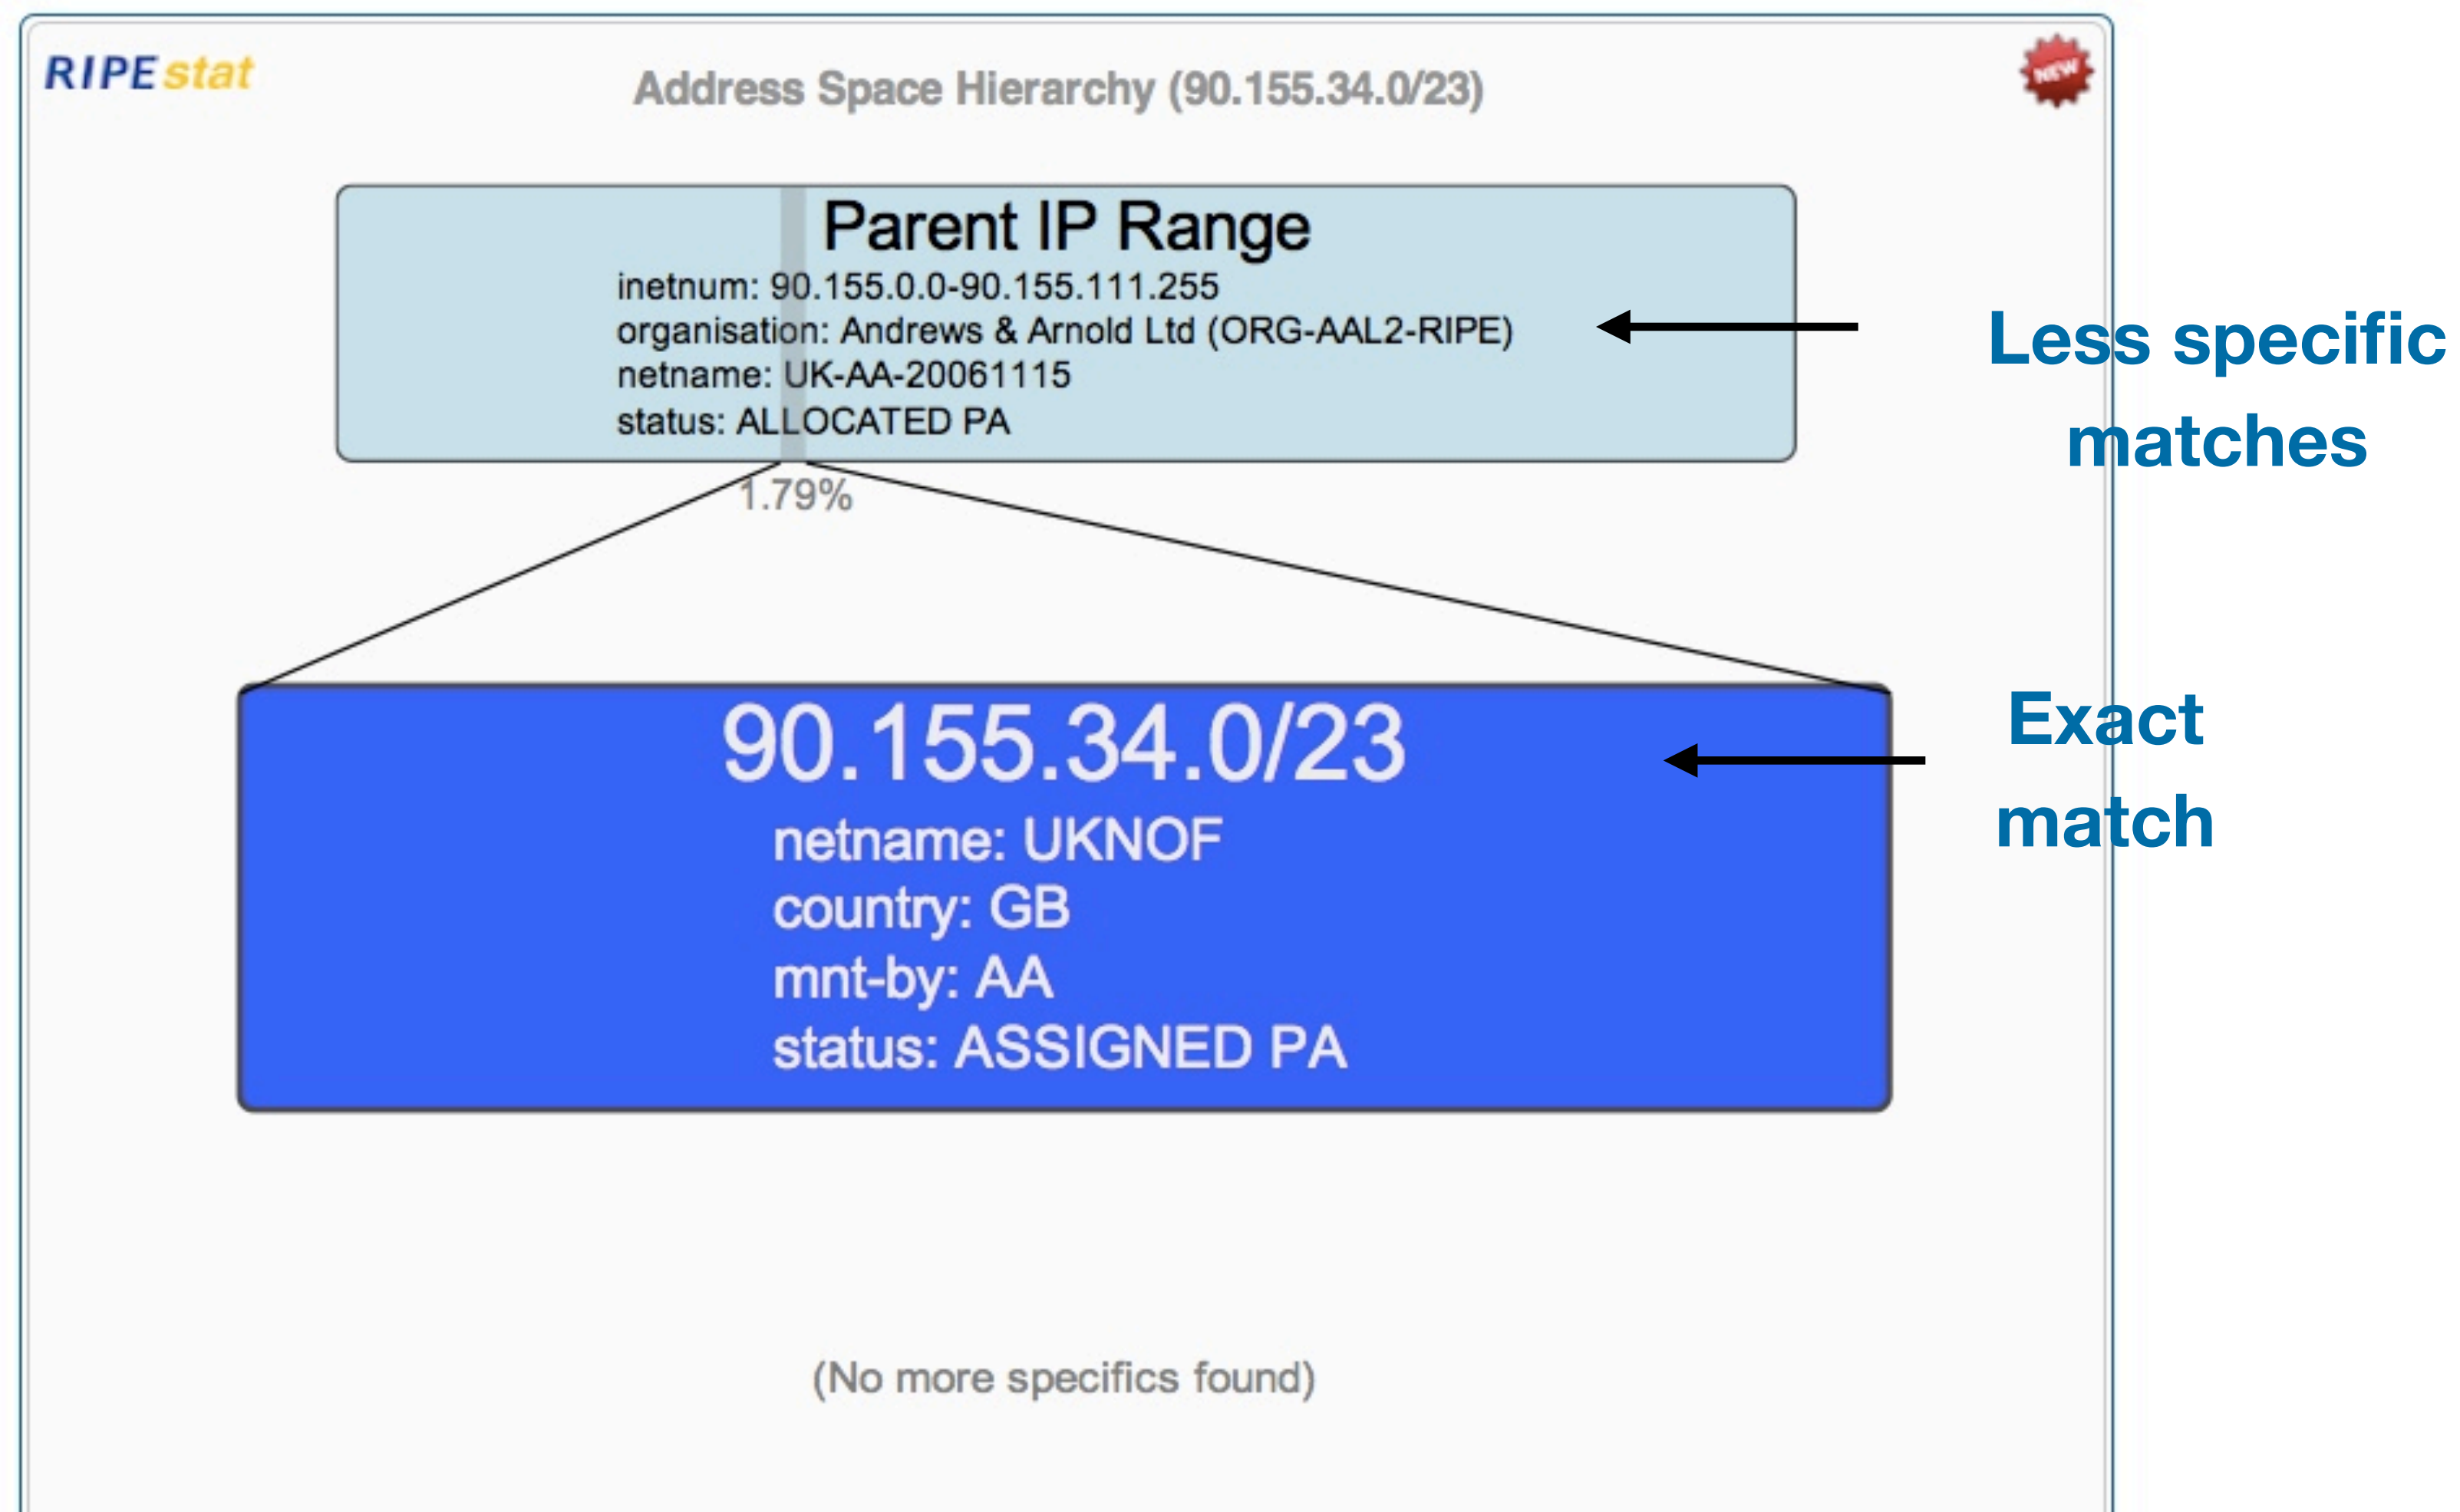 RIPEstat
Address Space Hierarchy (90.155.34.0/23)
NEW
Parent IP Range
inetnum: 90.155.0.0-90.155.111.255
organisation: Andrews & Arnold Ltd (ORG-AAL2-RIPE)
netname: UK-AA-20061115
status: ALLOCATED PA
Less specific
matches
1.79%
90.155.34.0/23
netname: UKNOF
country: GB
mnt-by: AA
status: ASSIGNED PA
Exact
match
(No more specifics found)